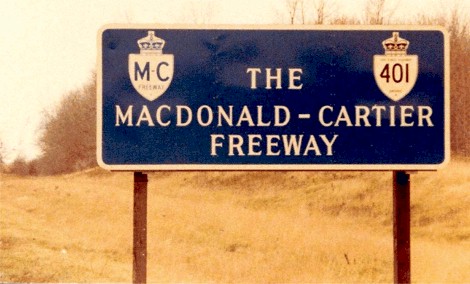 M-C
FREEWAY
401
THE
MACDONALD-CARTIER
FREEWAY